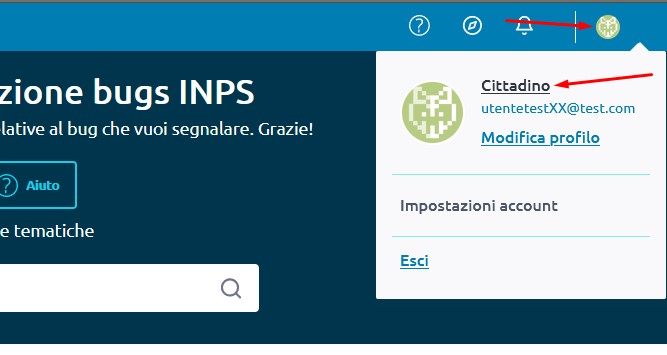 zione bugs INPS
elative al bug che vuoi segnalare. Grazie!
? Aiuto
e tematiche
?
Cittadino
utentetestXX@test.com
Modifica profilo
Impostazioni account
Esci